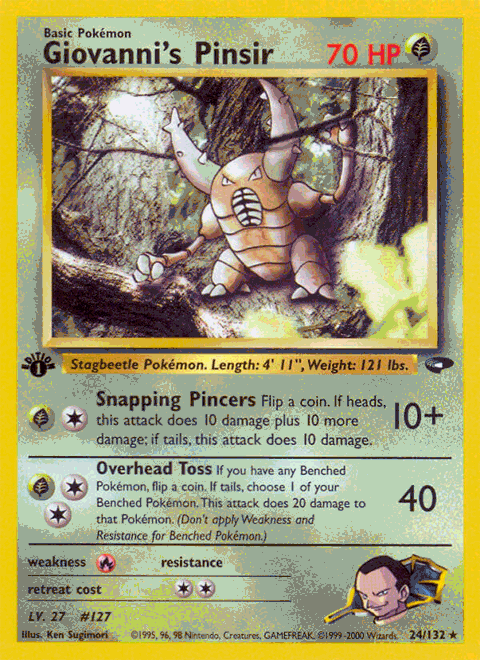 Basic Pokémon
Giovanni's Pinsir 70 HP
EDITION
1
Stagbeetle Pokémon. Length: 4' 11", Weight: 121 lbs.
Snapping Pincers Flip a coin. If heads,
this attack does 10 damage plus 10 more
damage; if tails, this attack does 10 damage.
10+
Overhead Toss If you have any Benched
Pokémon, flip a coin. If tails, choose 1 of your
Benched Pokémon. This attack does 20 damage to
that Pokémon. (Don't apply Weakness and
Resistance for Benched Pokémon.)
40
weakness resistance
retreat cost
LV. 27 #127
Illus. Ken Sugimori ©1995, 96, 98 Nintendo, Creatures, GAMEFREAK. ©1999-2000 Wizards. 24/132 ★